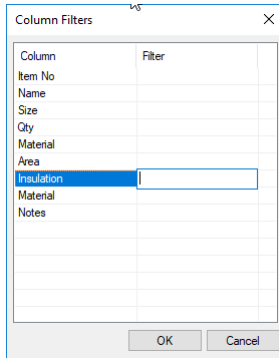 Column Filters
Column Filter
Item No
Name
Size
Qty
Material
Area
Insulation
Material
Notes
OK Cancel